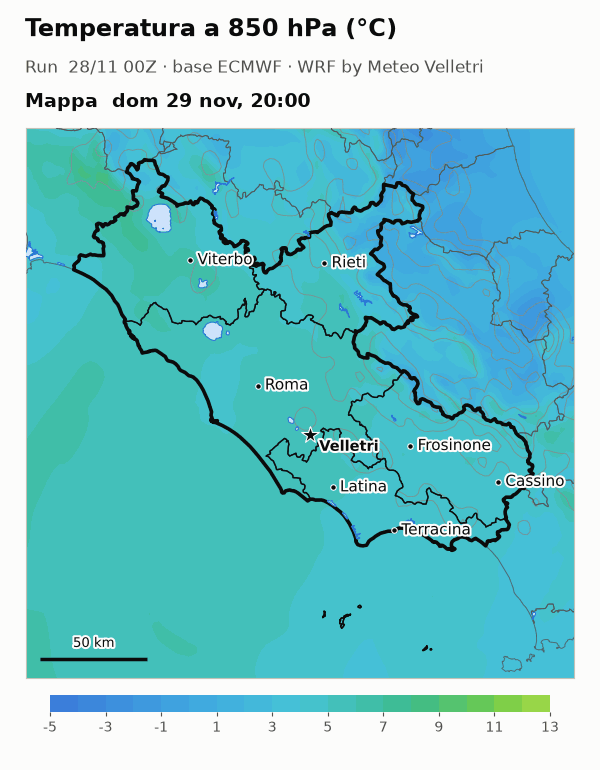 Temperatura a 850 hPa (°C)
Run 28/11 00Z · base ECMWF · WRF by Meteo Velletri
Mappa dom 29 nov, 20:00
Viterbo
Rieti
Roma
Velletri
Frosinone
Latina
Cassino
Terracina
50 km
-5 -3 -1 1 3 5 7 9 11 13